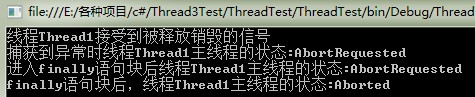 file:///E:/各种项目/c#/Thread3Test/ThreadTest/ThreadTest/bin/Debug/Thread
线程Thread1接受到被释放销毁的信号
捕获到异常时线程Thread1主线程的状态:AbortRequested
进入finally语句块后线程Thread1主线程的状态:AbortRequested
finally语句块后，线程Thread1主线程的状态:Aborted